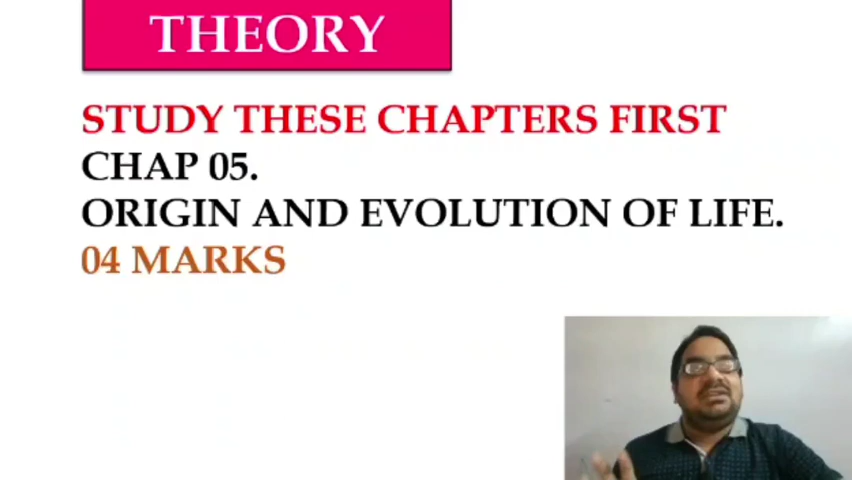 THEORY
STUDY THESE CHAPTERS FIRST
CHAP 05.
ORIGIN AND EVOLUTION OF LIFE.
04 MARKS